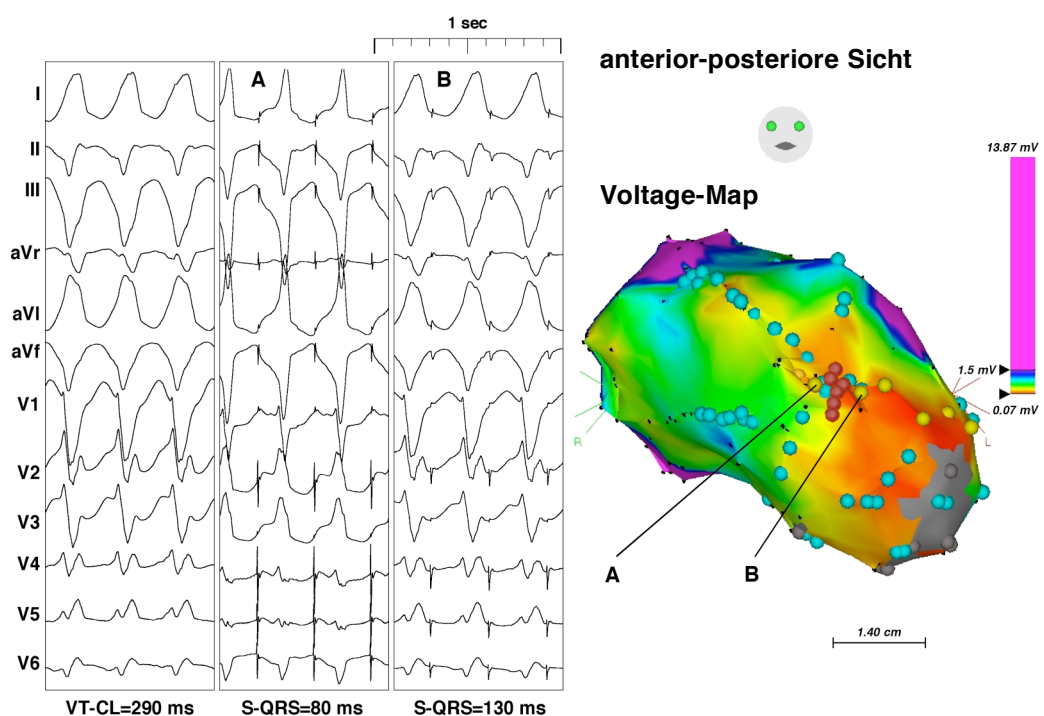 1 sec
anterior-posteriore Sicht
A
B
I
II
III
aVr
aVl
aVf
V1
V2
V3
V4
V5
V6
VT-CL=290 ms
S-QRS=80 ms
S-QRS=130 ms
Voltage-Map
13.87 mV
1.5 mV
0.07 mV
R
L
A
B
1.40 cm